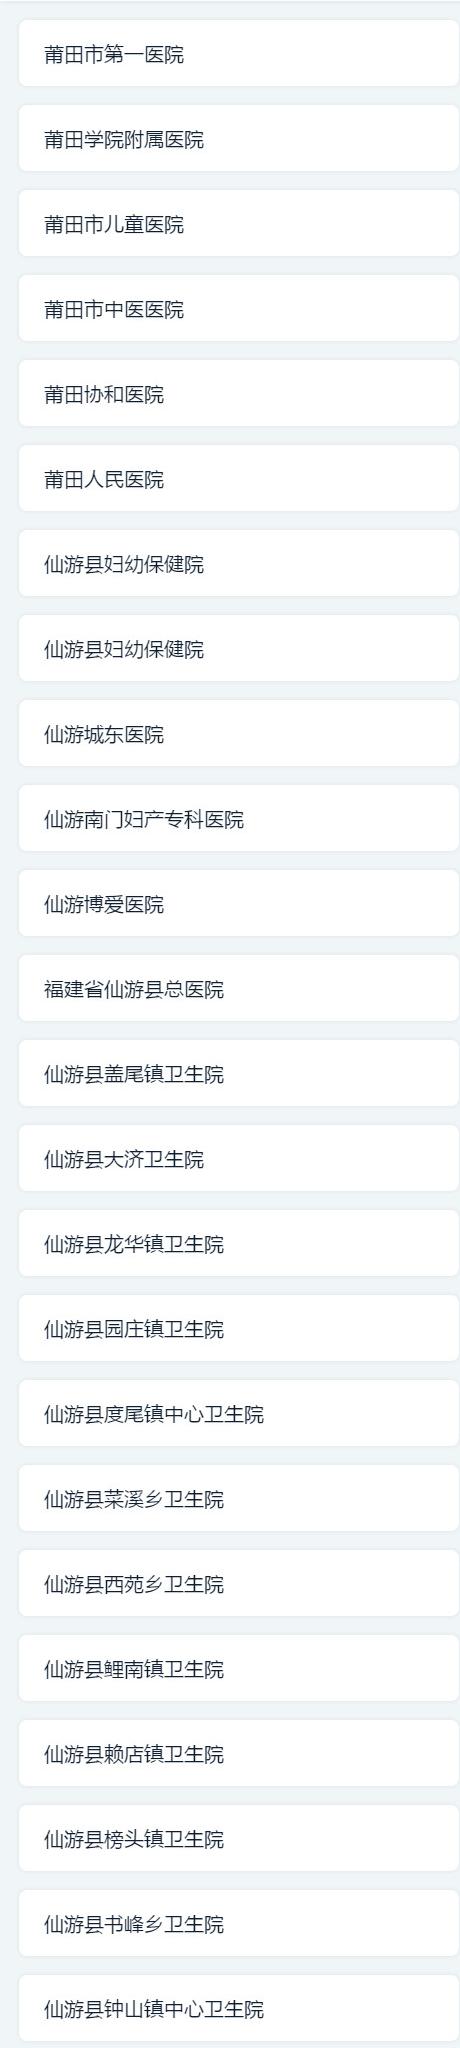 莆田市第一医院
莆田学院附属医院
莆田市儿童医院
莆田市中医医院
莆田协和医院
莆田人民医院
仙游县妇幼保健院
仙游县妇幼保健院
仙游城东医院
仙游南门妇产专科医院
仙游博爱医院
福建省仙游县总医院
仙游县盖尾镇卫生院
仙游县大济卫生院
仙游县龙华镇卫生院
仙游县园庄镇卫生院
仙游县度尾镇中心卫生院
仙游县菜溪乡卫生院
仙游县西苑乡卫生院
仙游县鲤南镇卫生院
仙游县赖店镇卫生院
仙游县榜头镇卫生院
仙游县书峰乡卫生院
仙游县钟山镇中心卫生院